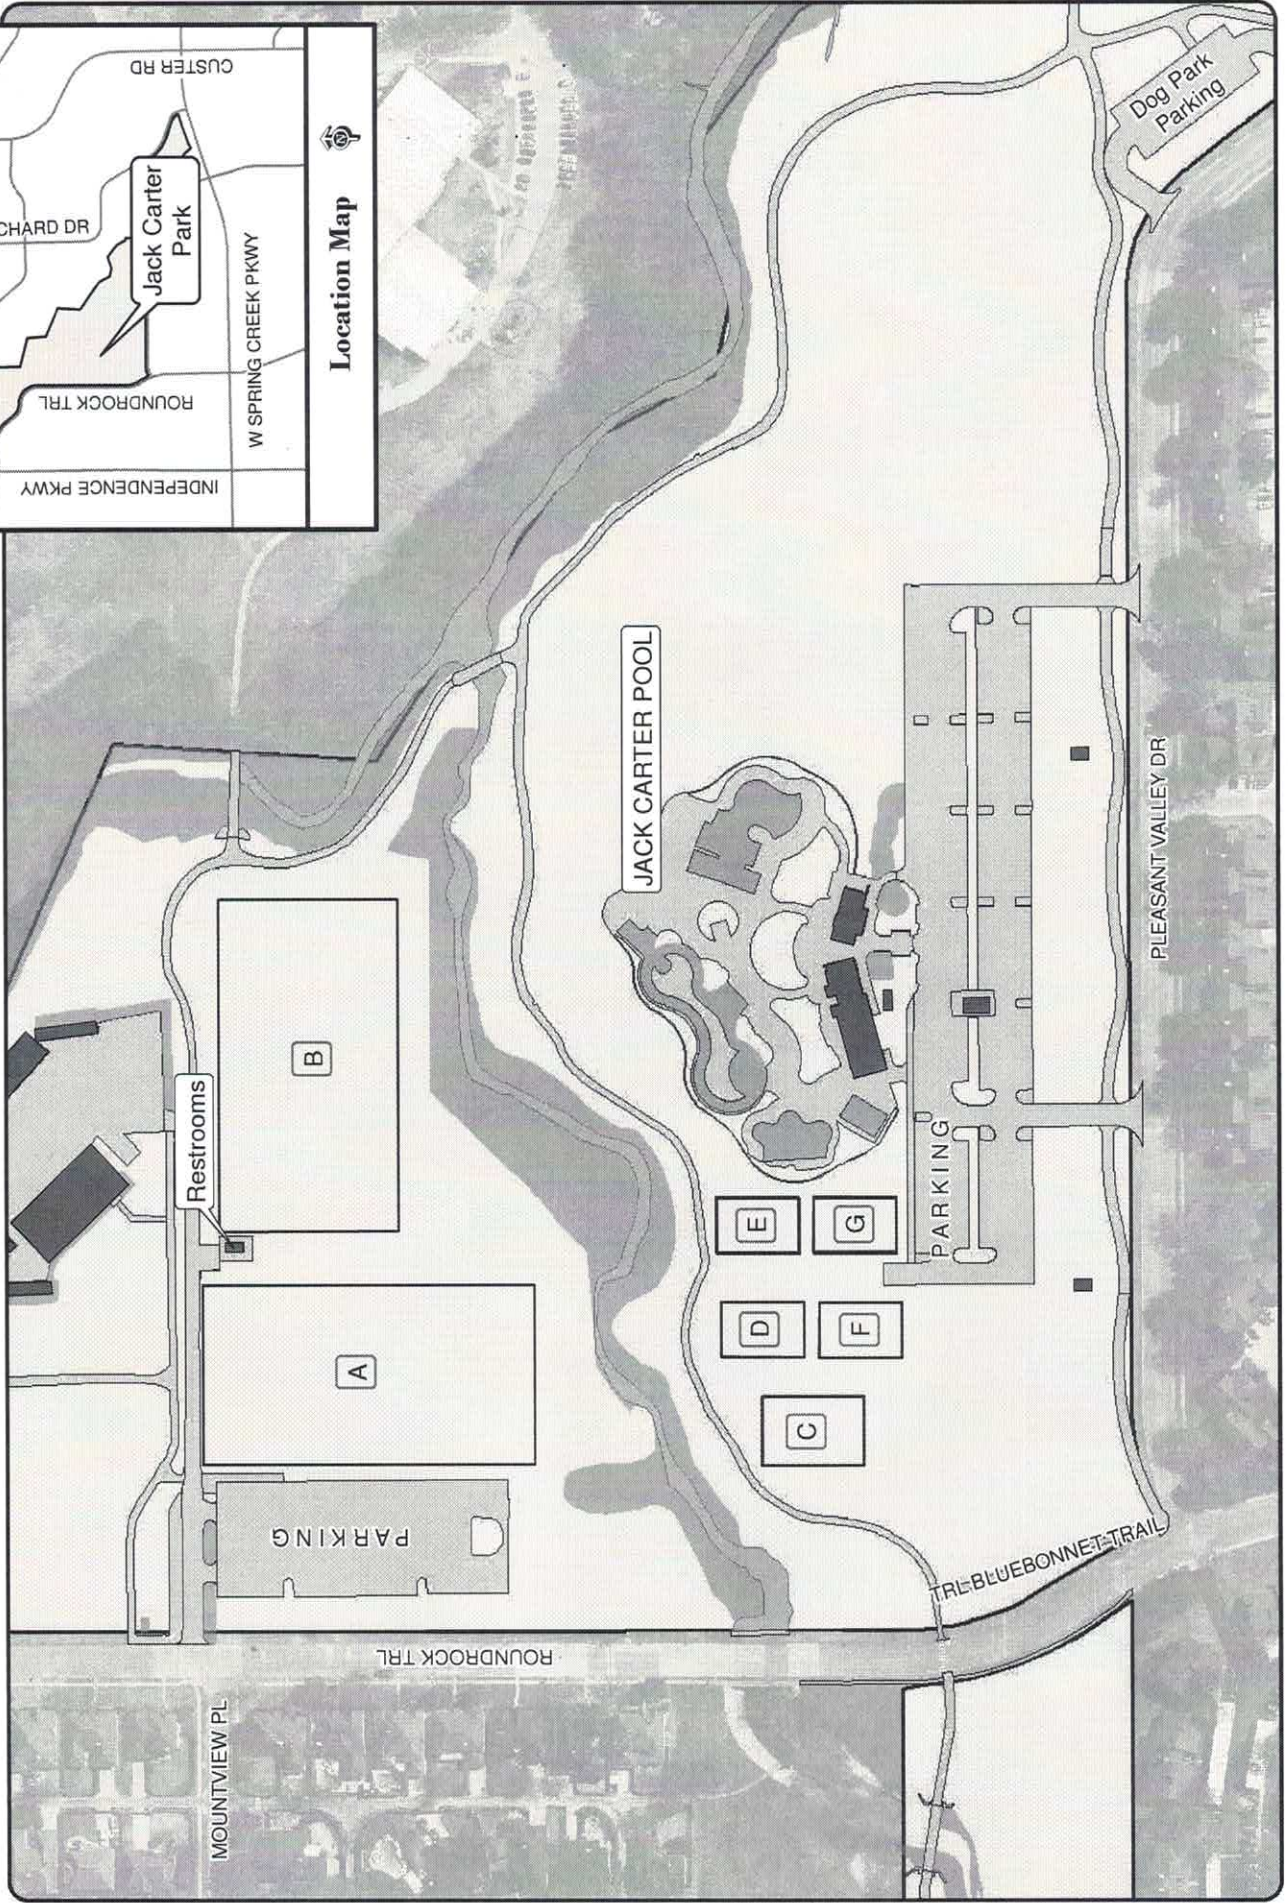 CUSTER RD
CHARD DR
Jack Carter
Park
ROUNDROCK TRL
W SPRING CREEK PKWY
INDEPENDENCE PKWY
Location Map
N
Dog Park
Parking
JACK CARTER POOL
PLEASANT VALLEY DR
B
Restrooms
A
E
G
D
F
C
PARKING
PARKING
TRL BLUEBONNET TRAIL
ROUNDROCK TRL
MOUNTVIEW PL